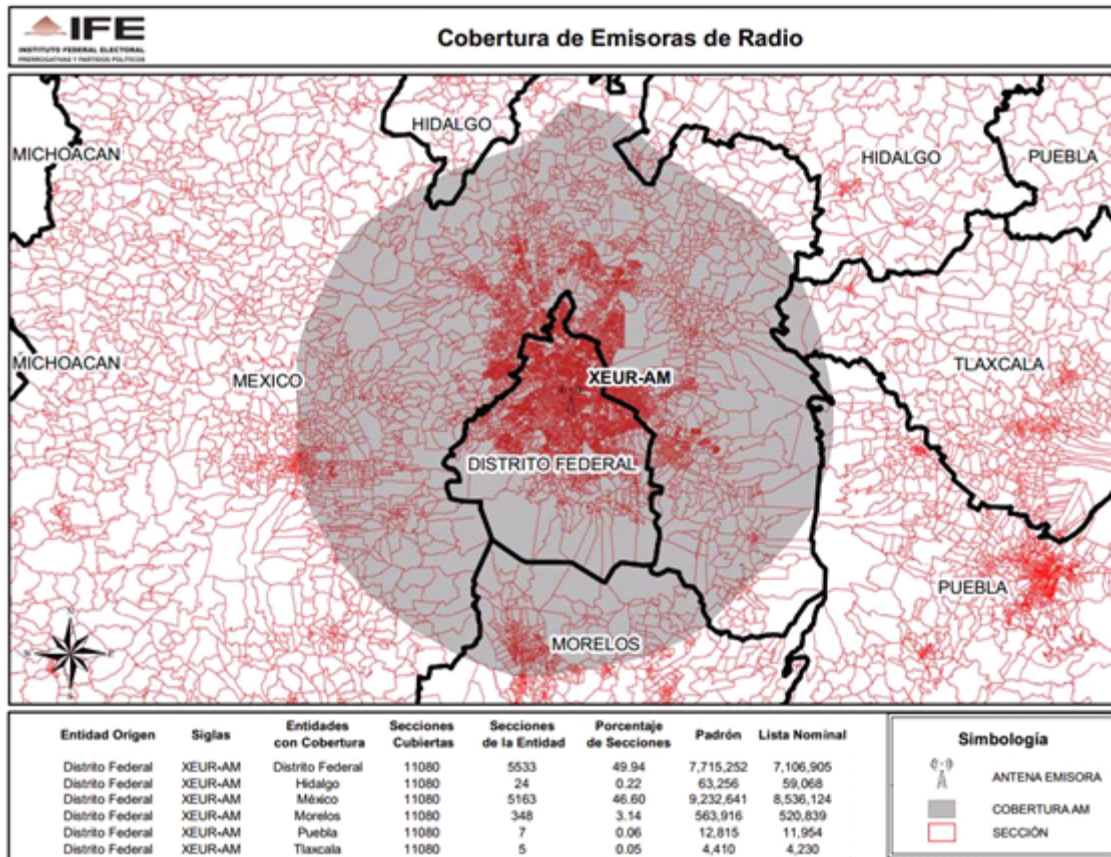 IFE
INSTITUTO FEDERAL ELECTORAL
PRERROGATIVAS Y PARTIDOS POLÍTICOS
Cobertura de Emisoras de Radio
HIDALGO
MICHOACAN
HIDALGO
PUEBLA
MICHOACAN
MEXICO
XEUR-AM
TLAXCALA
DISTRITO FEDERAL
PUEBLA
MORELOS
Entidad Origen Siglas Entidades con Cobertura Secciones Cubiertas Secciones de la Entidad Porcentaje de Secciones Padrón Lista Nominal
Distrito Federal XEUR-AM Distrito Federal 11080 5533 49.94 7,715,252 7,106,905
Distrito Federal XEUR-AM Hidalgo 11080 24 0.22 63,256 59,068
Distrito Federal XEUR-AM México 11080 5163 46.60 9,232,641 8,536,124
Distrito Federal XEUR-AM Morelos 11080 348 3.14 563,916 520,839
Distrito Federal XEUR-AM Puebla 11080 7 0.06 12,815 11,954
Distrito Federal XEUR-AM Tlaxcala 11080 5 0.05 4,410 4,230
Simbología
ANTENA EMISORA
COBERTURA AM
SECCIÓN